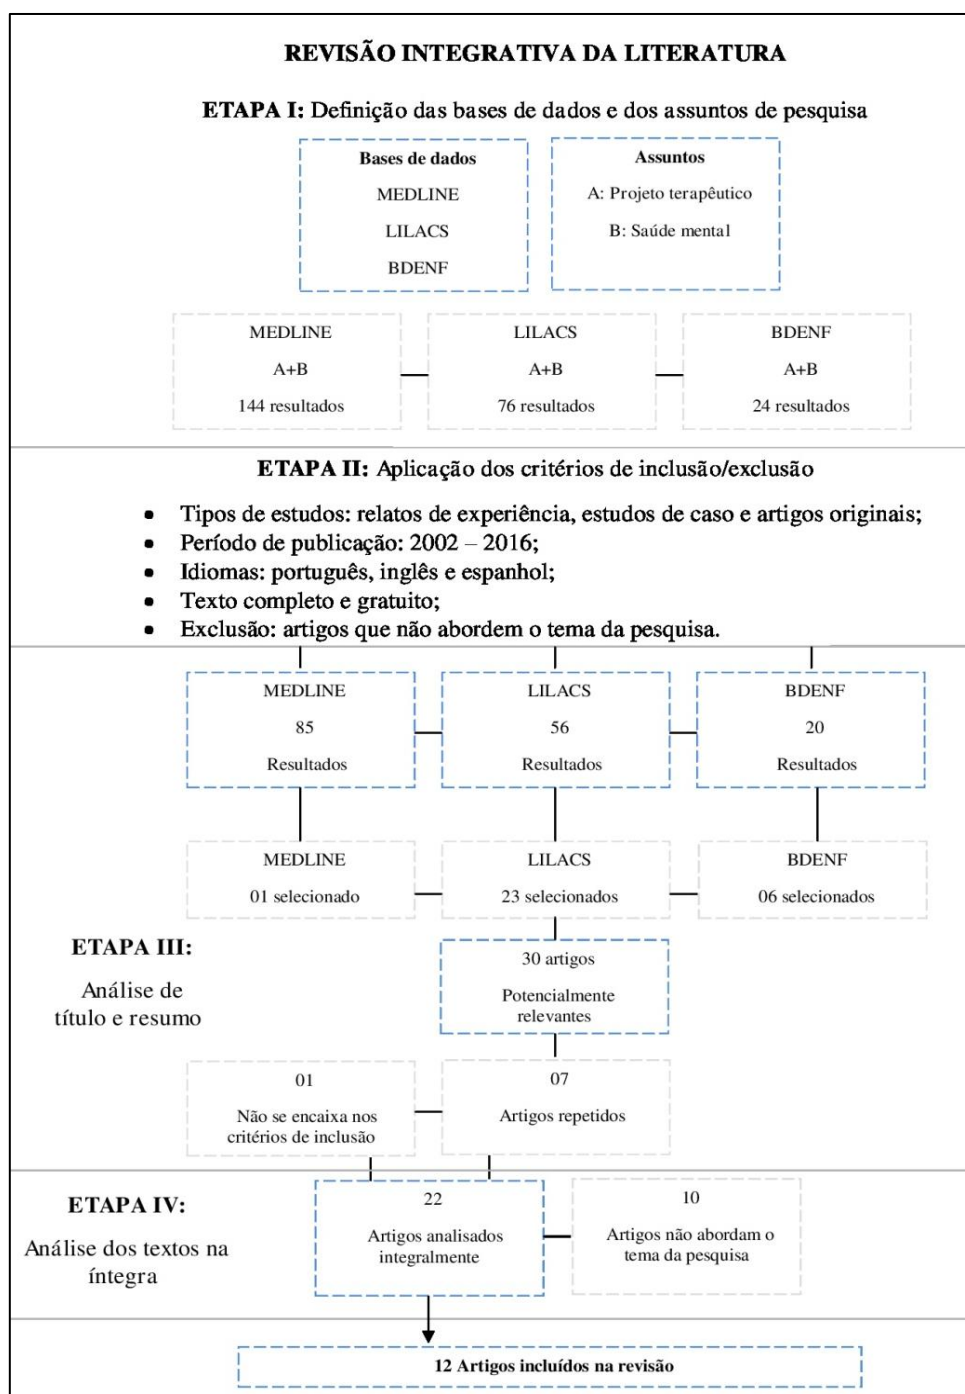 REVISÃO INTEGRATIVA DA LITERATURA
ETAPA I: Definição das bases de dados e dos assuntos de pesquisa
Bases de dados
MEDLINE
LILACS
BDENF
Assuntos
A: Projeto terapêutico
B: Saúde mental
MEDLINE
A+B
144 resultados
LILACS
A+B
76 resultados
BDENF
A+B
24 resultados
ETAPA II: Aplicação dos critérios de inclusão/exclusão
• Tipos de estudos: relatos de experiência, estudos de caso e artigos originais;
• Período de publicação: 2002 – 2016;
• Idiomas: português, inglês e espanhol;
• Texto completo e gratuito;
• Exclusão: artigos que não abordem o tema da pesquisa.
MEDLINE
85
Resultados
LILACS
56
Resultados
BDENF
20
Resultados
MEDLINE
01 selecionado
LILACS
23 selecionados
BDENF
06 selecionados
ETAPA III:
Análise de
título e resumo
30 artigos
Potencialmente
relevantes
01
Não se encaixa nos
critérios de inclusão
07
Artigos repetidos
ETAPA IV:
Análise dos textos na
íntegra
22
Artigos analisados
integralmente
10
Artigos não abordam o
tema da pesquisa
12 Artigos incluídos na revisão